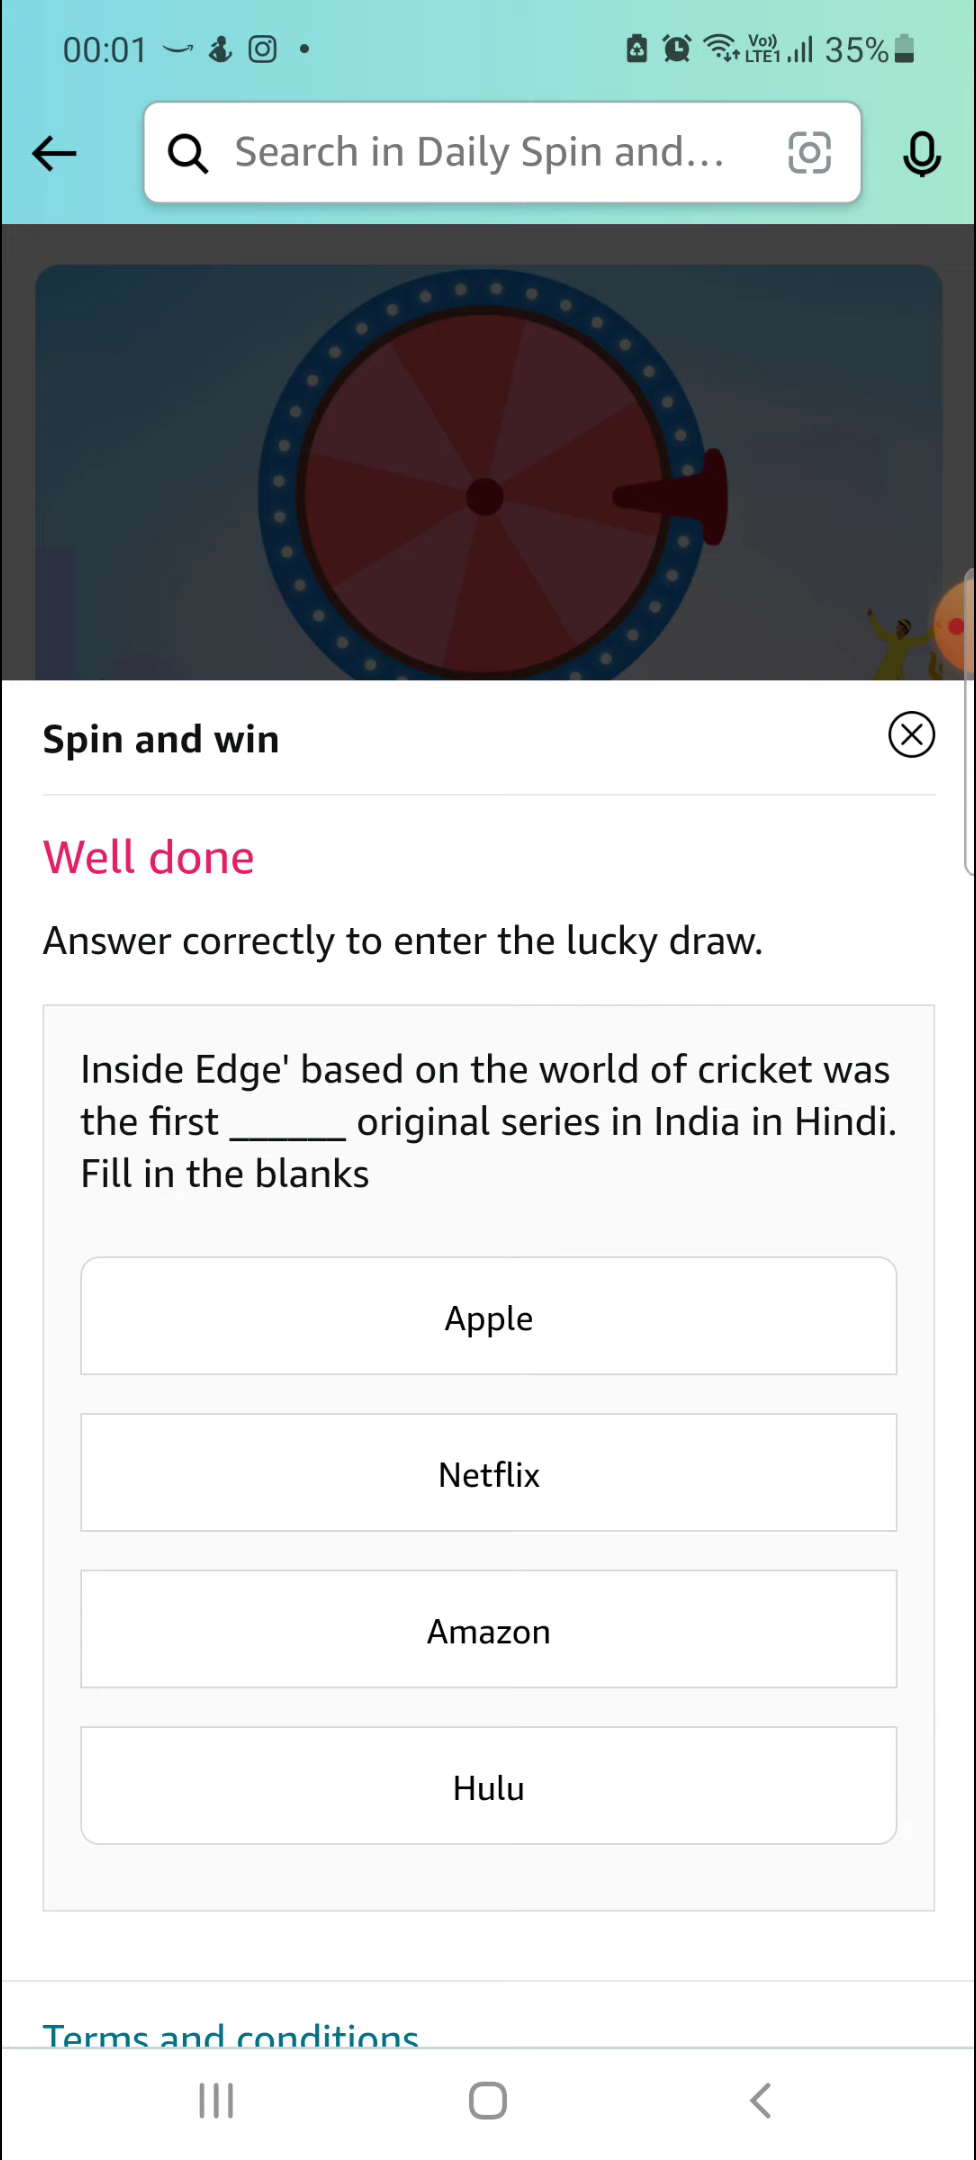 00:01
Vo))
LTE1
35%
Search in Daily Spin and...
Spin and win
Well done
Answer correctly to enter the lucky draw.
Inside Edge' based on the world of cricket was
the first ______ original series in India in Hindi.
Fill in the blanks
Apple
Netflix
Amazon
Hulu
Terms and conditions